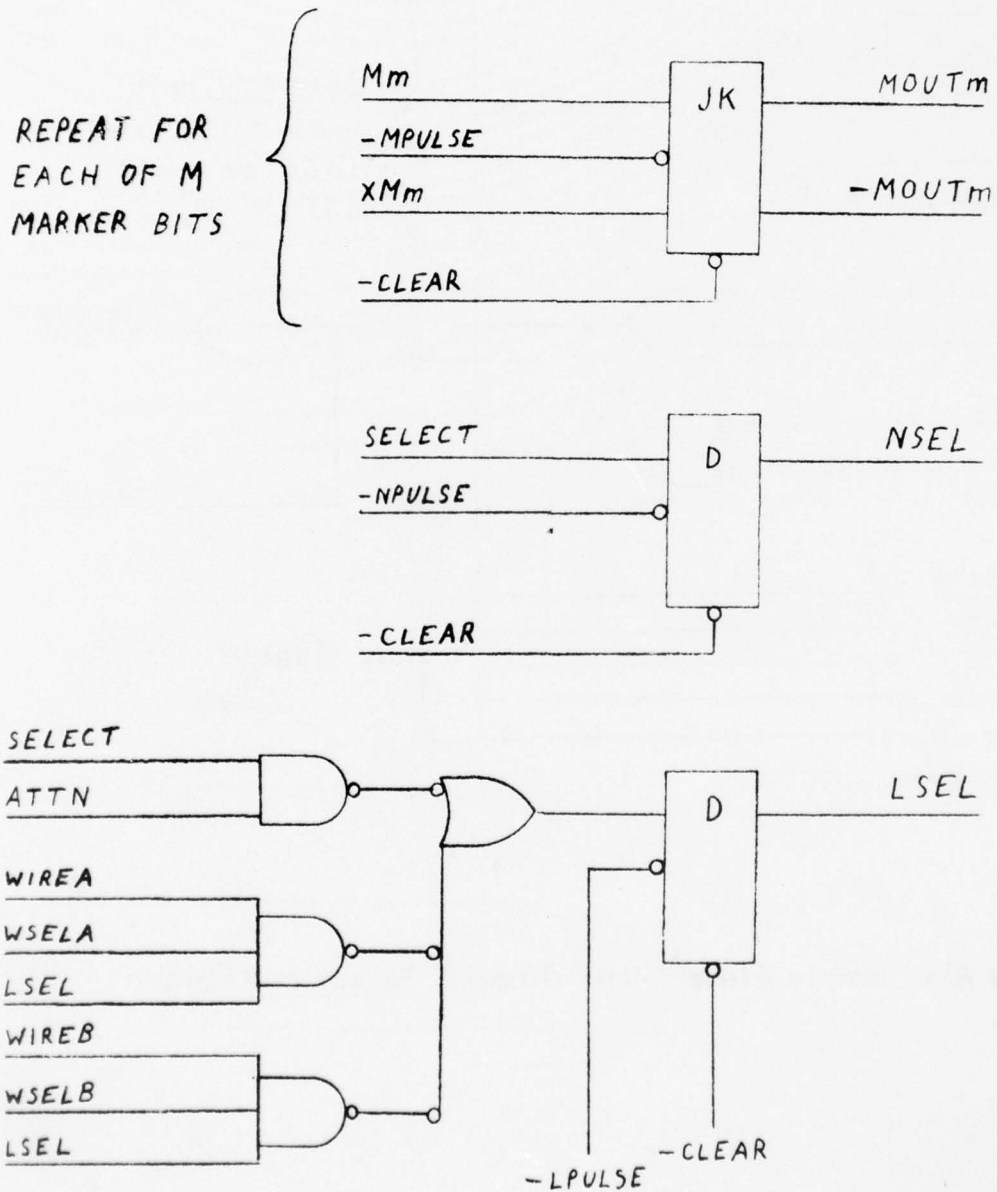 REPEAT FOR
EACH OF M
MARKER BITS
Mm
-MPULSE
XMm
-CLEAR
JK
MOUTm
-MOUTm
SELECT
-NPULSE
-CLEAR
D
NSEL
SELECT
ATTN
WIREA
WSELA
LSEL
WIREB
WSELB
LSEL
D
LSEL
-LPULSE
-CLEAR